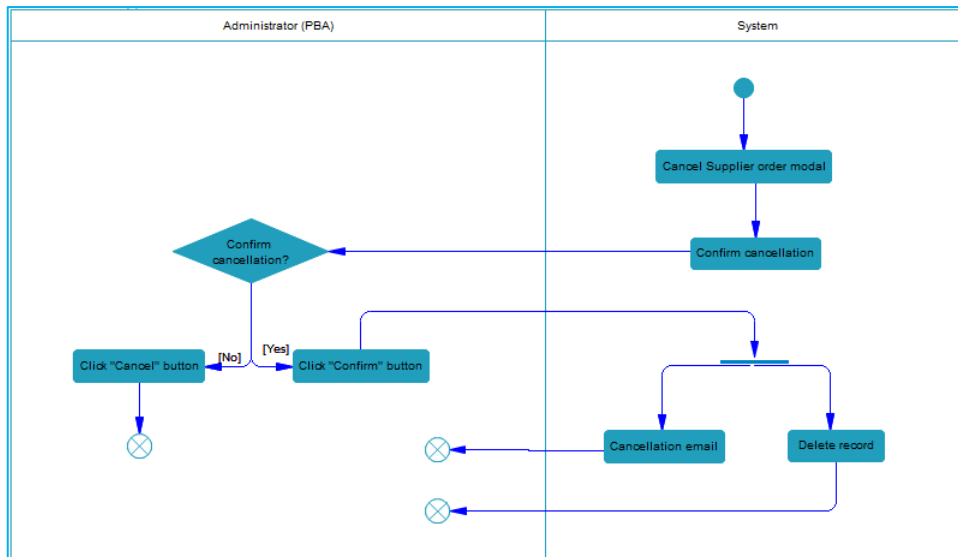 Administrator (PBA)
System
Cancel Supplier order modal
Confirm
cancellation?
Confirm cancellation
[No]
[Yes]
Click "Cancel" button
Click "Confirm" button
Cancellation email
Delete record